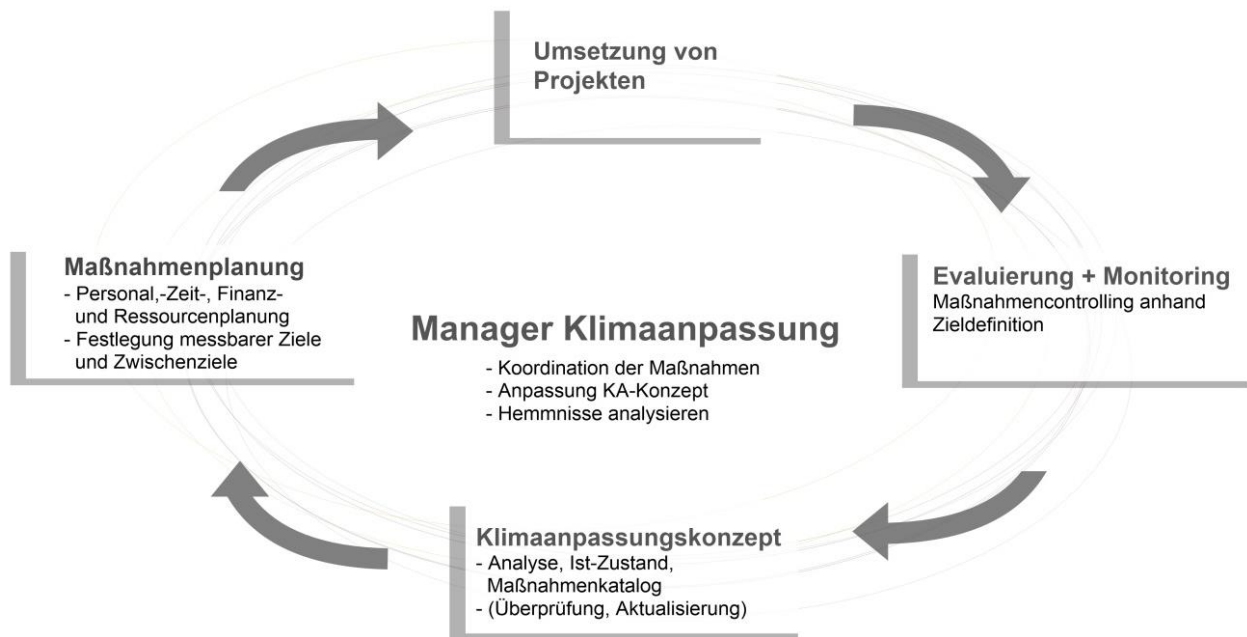 Umsetzung von
Projekten
Maßnahmenplanung
- Personal,-Zeit-, Finanz-
und Ressourcenplanung
- Festlegung messbarer Ziele
und Zwischenziele
Manager Klimaanpassung
- Koordination der Maßnahmen
- Anpassung KA-Konzept
- Hemmnisse analysieren
Evaluierung + Monitoring
Maßnahmencontrolling anhand
Zieldefinition
Klimaanpassungskonzept
- Analyse, Ist-Zustand,
Maßnahmenkatalog
- (Überprüfung, Aktualisierung)